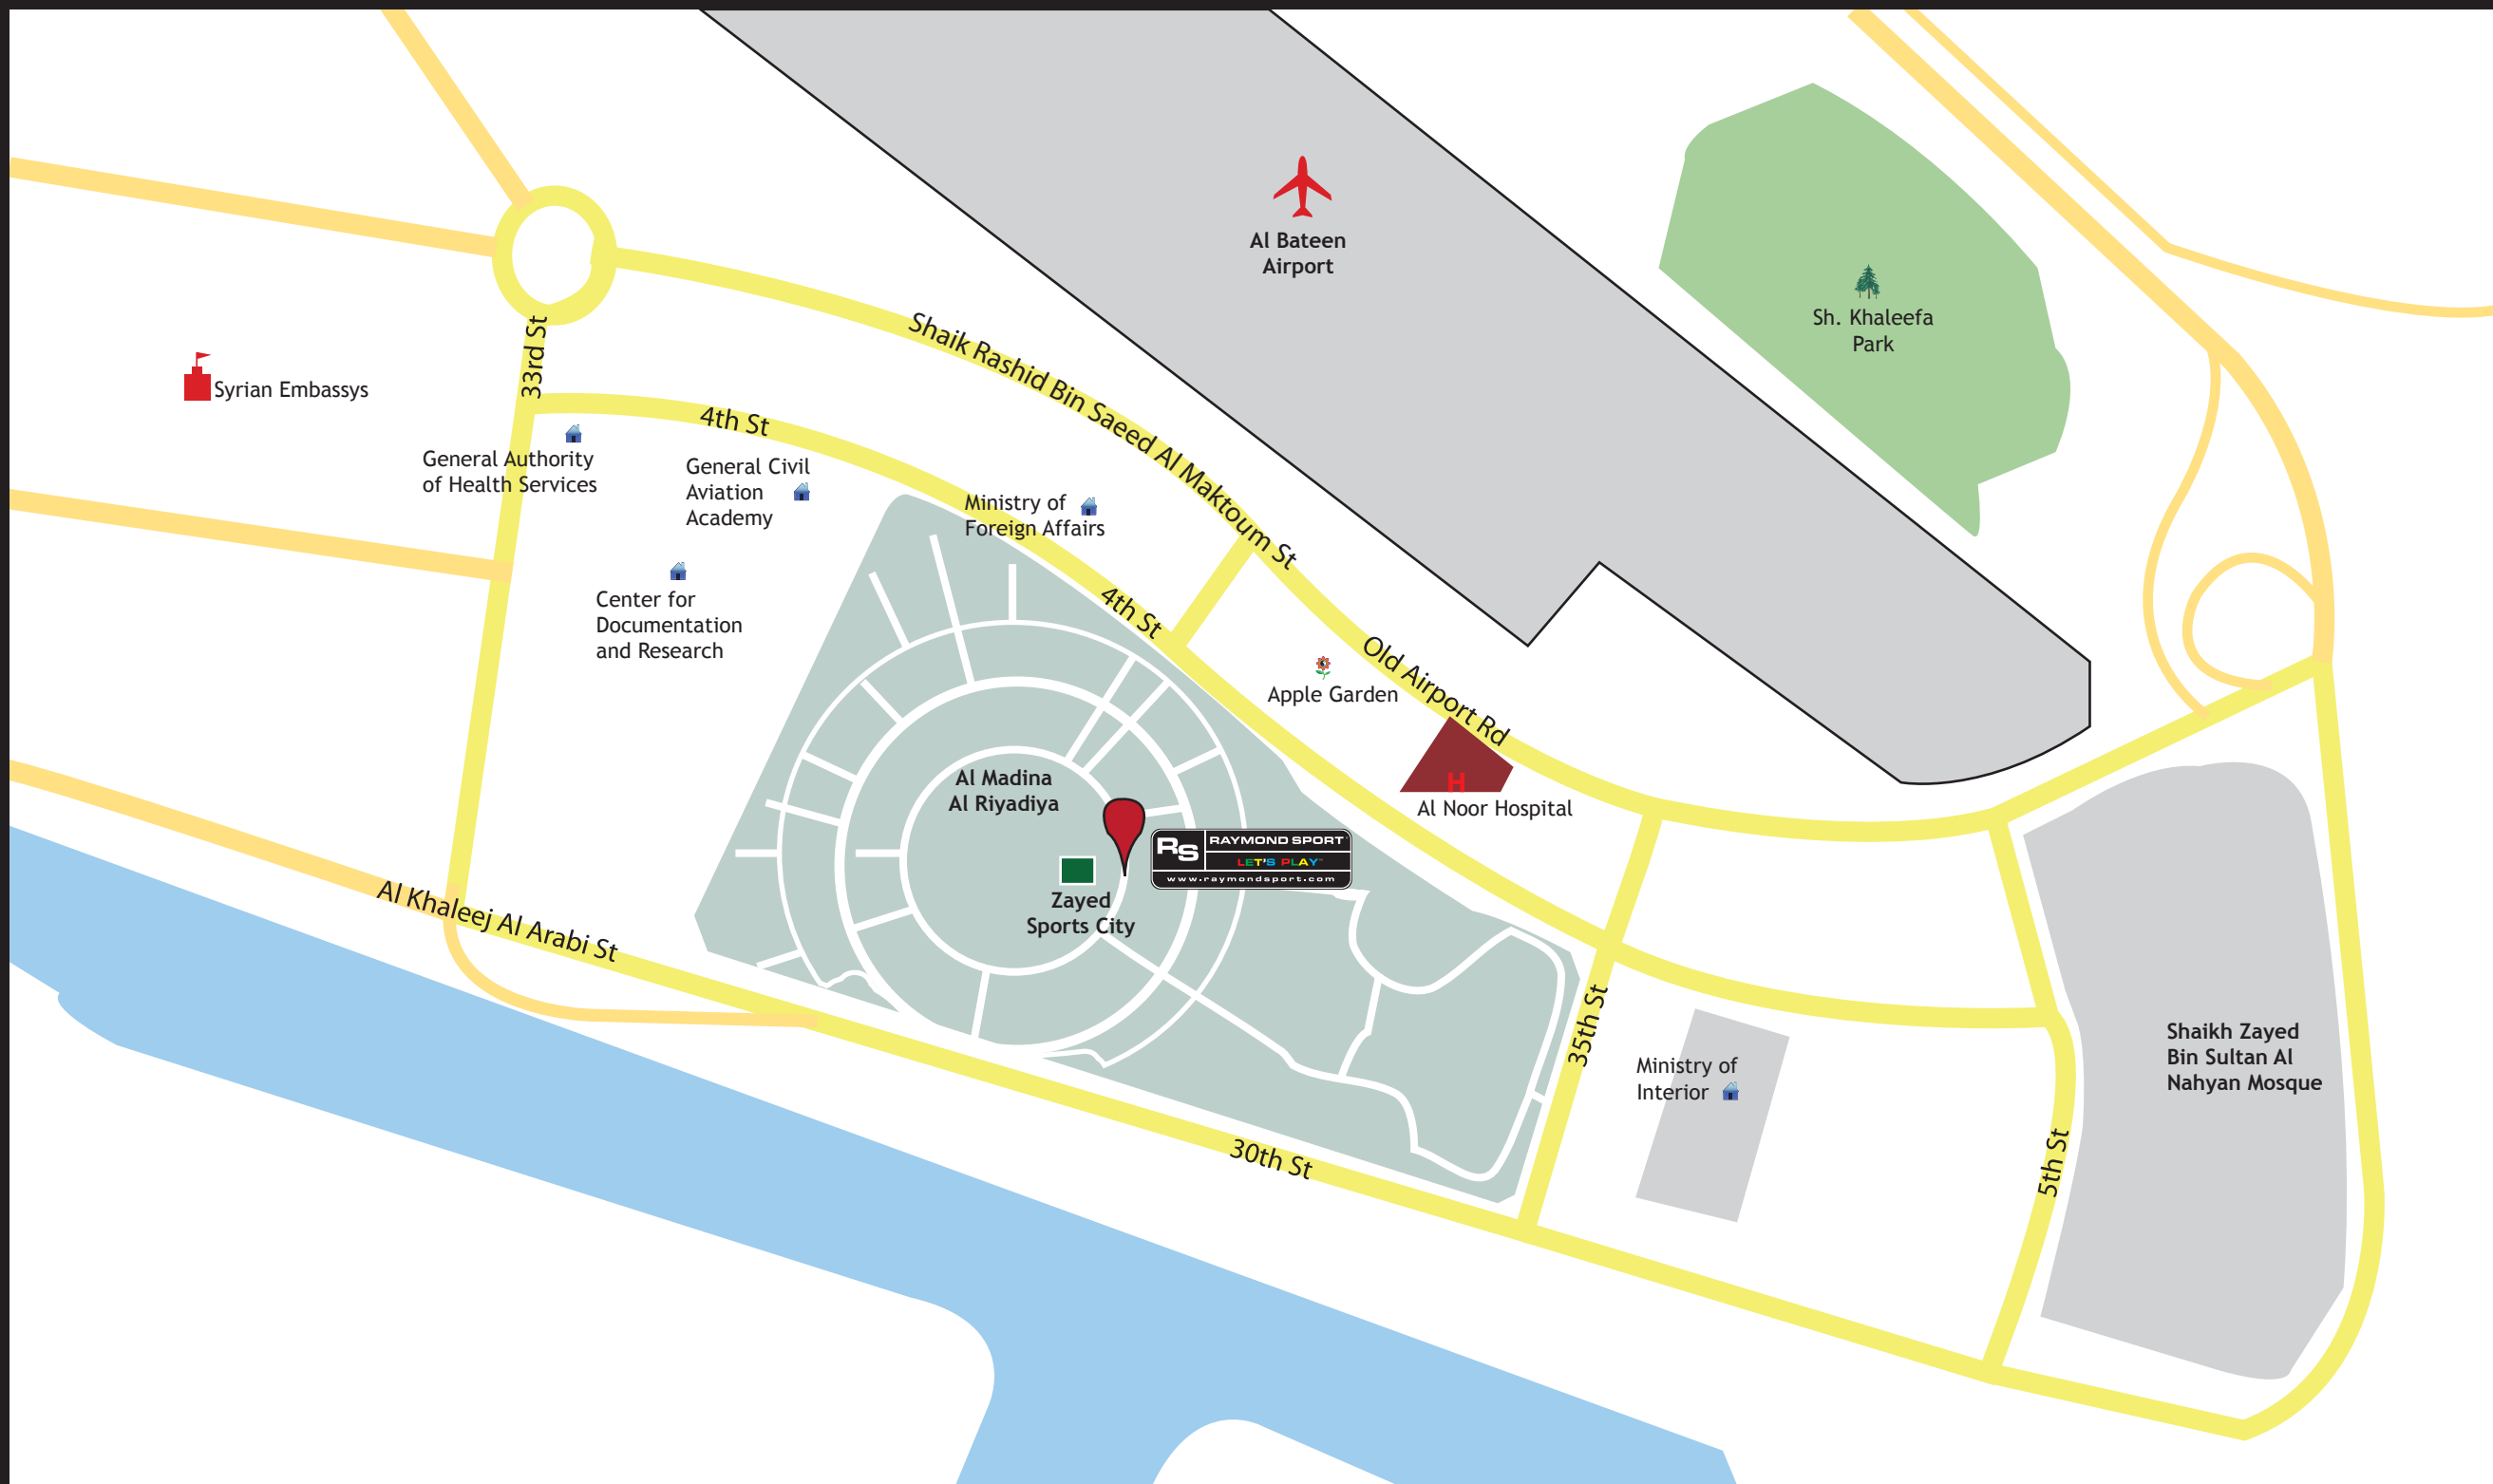 Al Bateen
Airport
Sh. Khaleefa
Park
33rd St
Shaik Rashid Bin Saeed Al Maktoum St
Syrian Embassys
4th St
General Authority
of Health Services
General Civil
Aviation
Academy
Ministry of
Foreign Affairs
Center for
Documentation
and Research
4th St
Old Airport Rd
Apple Garden
H
Al Noor Hospital
Al Madina
Al Riyadiya
RS
RAYMOND SPORT
LET'S PLAY™
www.raymondsport.com
Zayed
Sports City
Al Khaleej Al Arabi St
35th St
Ministry of
Interior
Shaikh Zayed
Bin Sultan Al
Nahyan Mosque
30th St
5th St